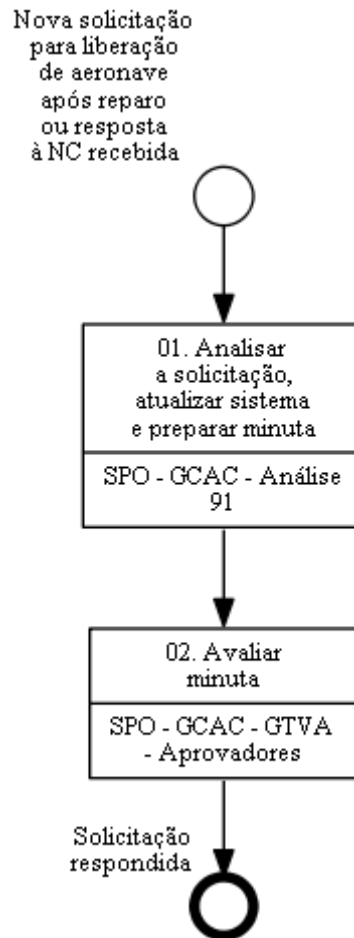 Nova solicitação
para liberação
de aeronave
após reparo
ou resposta
à NC recebida
01. Analisar
a solicitação,
atualizar sistema
e preparar minuta
SPO - GCAC - Análise
91
02. Avaliar
minuta
SPO - GCAC - GTVA
- Aprovadores
Solicitação
respondida